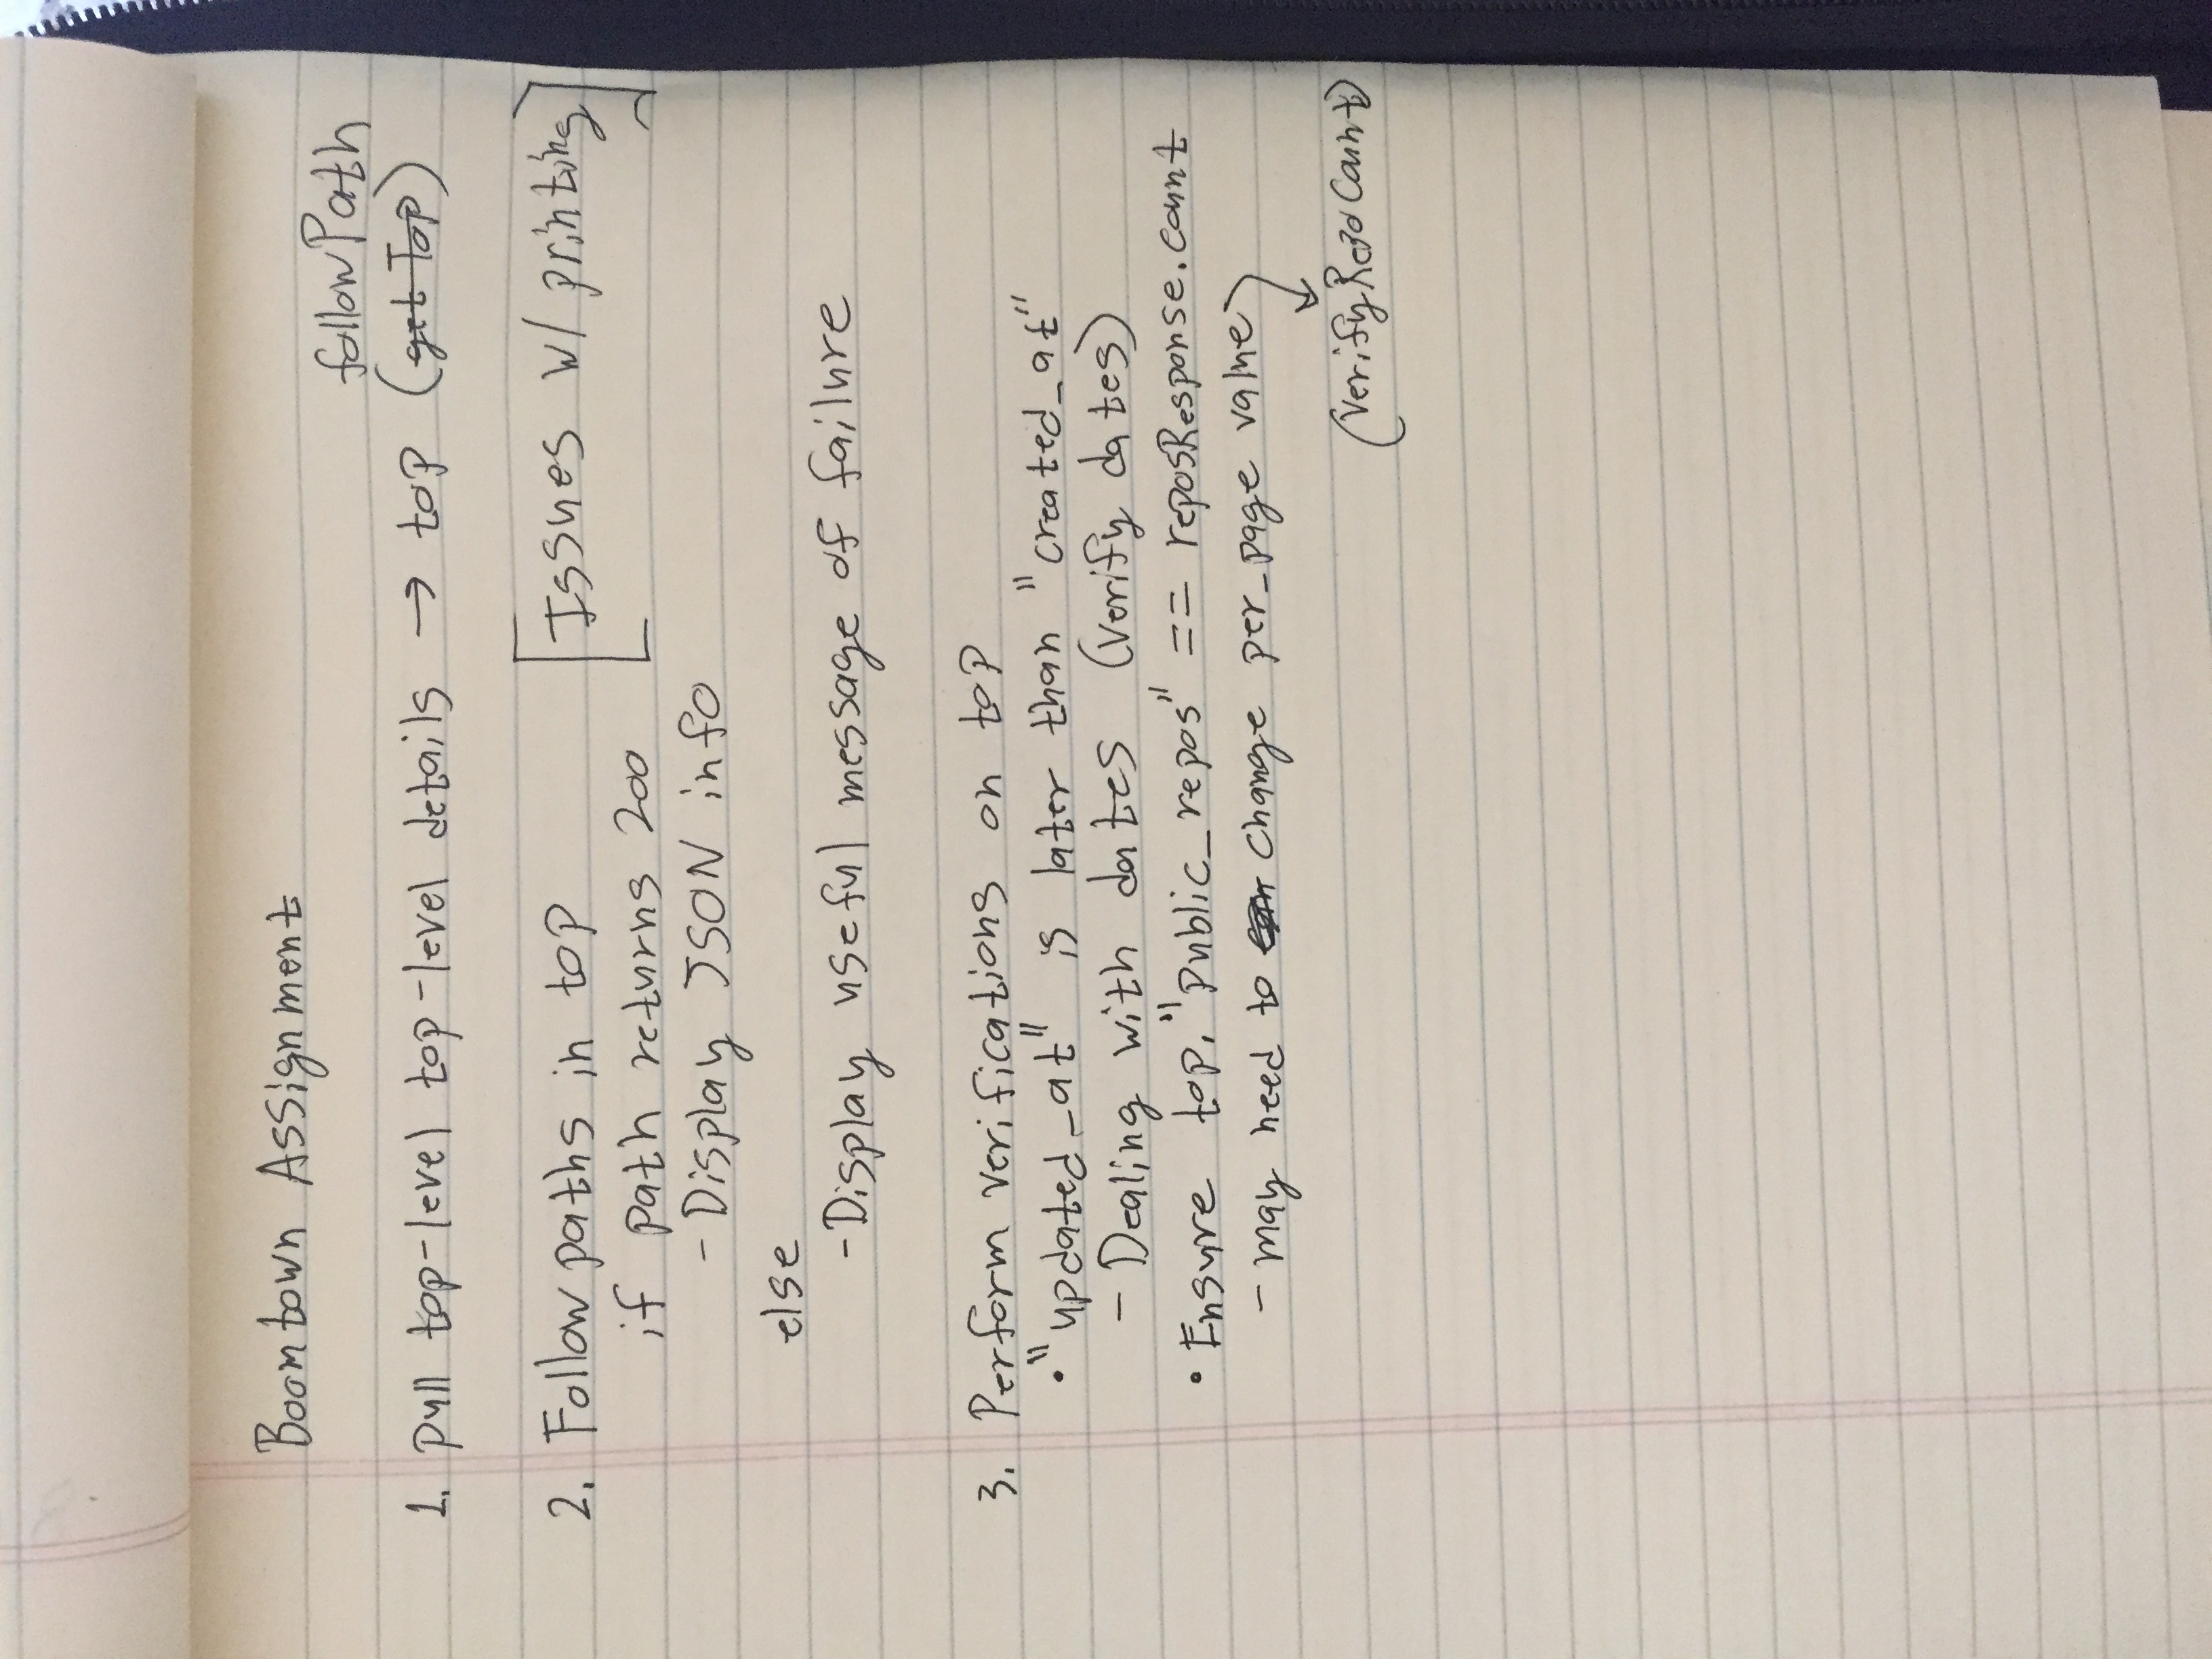 Boomtown Assignment
followPath
1. Pull top-level top-level details → top (get Top)
2. Follow paths in top [Issues w/ printing]
if path returns 200
- Display JSON info
else
- Display useful message of failure
3. Perform verifications on top
• "updated_at" is later than "created_at"
- Dealing with dates (verify dates)
• Ensure top."public_repos" == reposResponse.count
- may need to change per_page value
(verifyRepoCount)